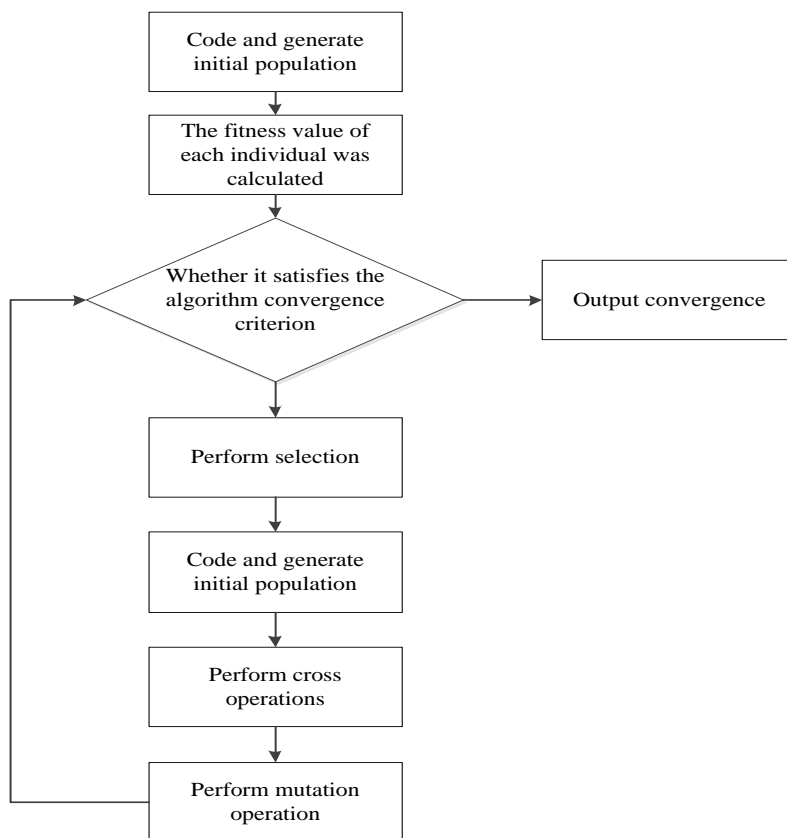 Code and generate
initial population
The fitness value of
each individual was
calculated
Whether it satisfies the
algorithm convergence
criterion
Output convergence
Perform selection
Code and generate
initial population
Perform cross
operations
Perform mutation
operation